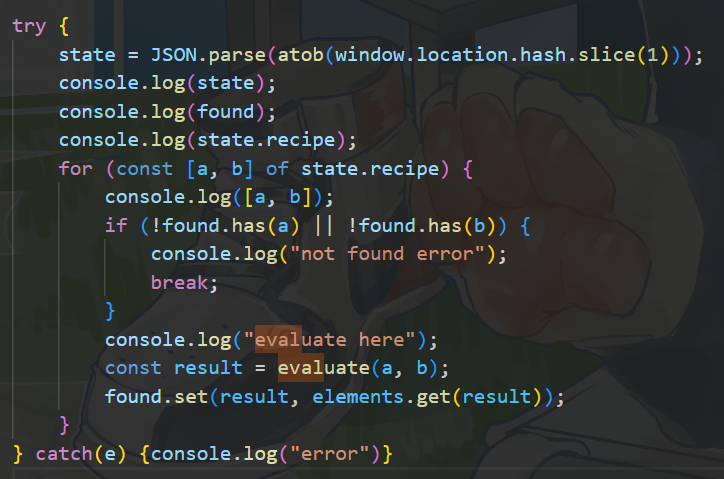 try {
    state = JSON.parse(atob(window.location.hash.slice(1)));
    console.log(state);
    console.log(found);
    console.log(state.recipe);
    for (const [a, b] of state.recipe) {
        console.log([a, b]);
        if (!found.has(a) || !found.has(b)) {
            console.log("not found error");
            break;
        }
        console.log("evaluate here");
        const result = evaluate(a, b);
        found.set(result, elements.get(result));
    }
} catch(e) {console.log("error")}